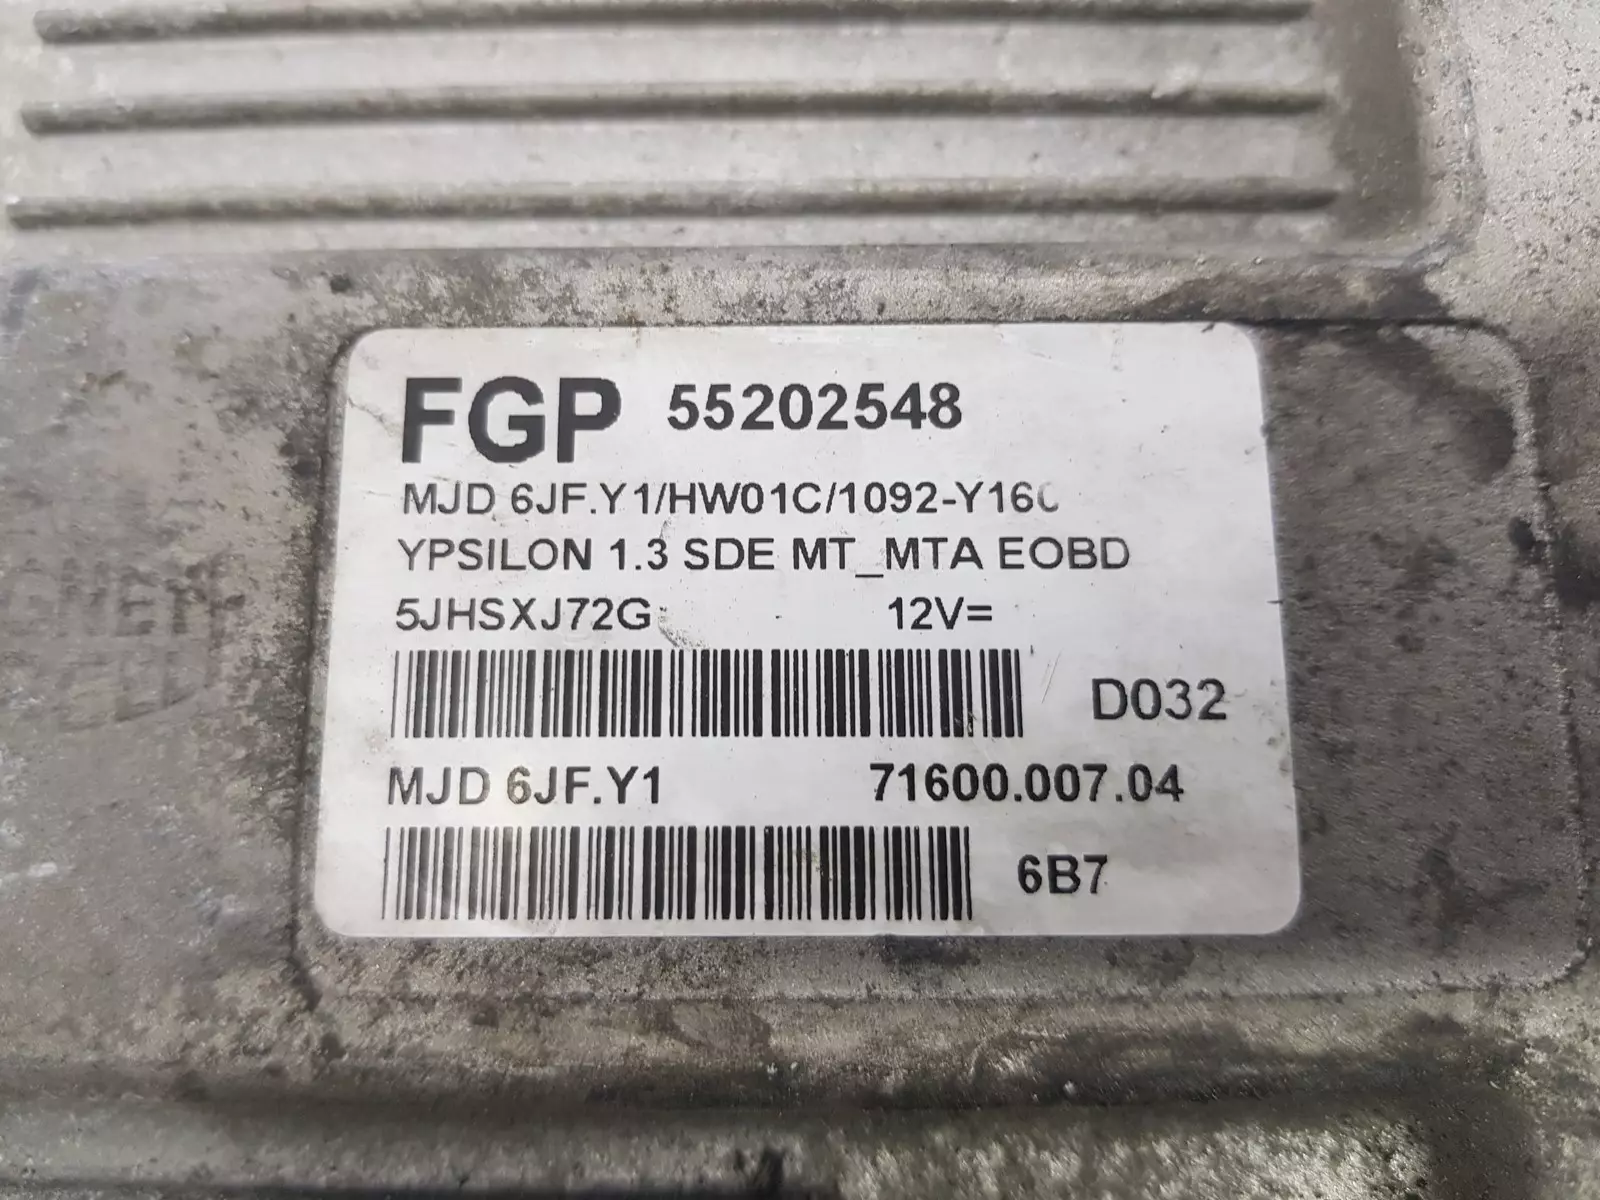 FGP 55202548
MJD 6JF.Y1/HW01C/1092-Y16C
YPSILON 1.3 SDE MT_MTA EOBD
5JHSXJ72G 12V=
D032
MJD 6JF.Y1 71600.007.04
6B7